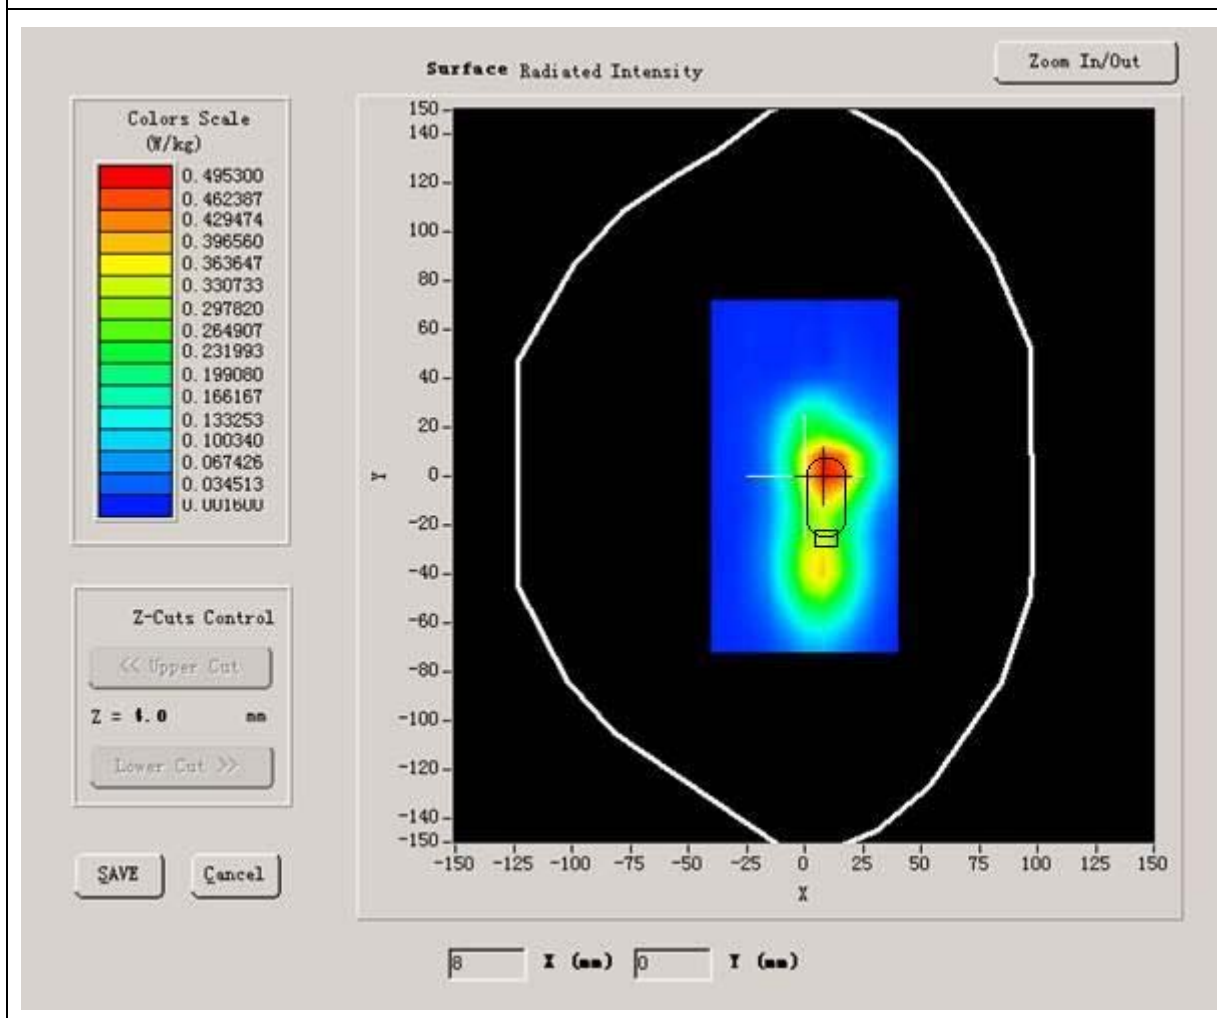 Surface Radiated Intensity
Zoom In/Out
Colors Scale
(W/kg)
0.495300
0.462387
0.429474
0.396560
0.363647
0.330733
0.297820
0.264907
0.231993
0.199080
0.166167
0.133253
0.100340
0.067426
0.034513
0.001600
Z-Cuts Control
<< Upper Cut
Z = 4.0 mm
Lower Cut >>
SAVE
Cancel
150
140
120
100
80
60
40
20
0
-20
-40
-60
-80
-100
-120
-140
-150
Y
-150 -125 -100 -75 -50 -25 0 25 50 75 100 125 150
X
8 X (mm) 0 Y (mm)